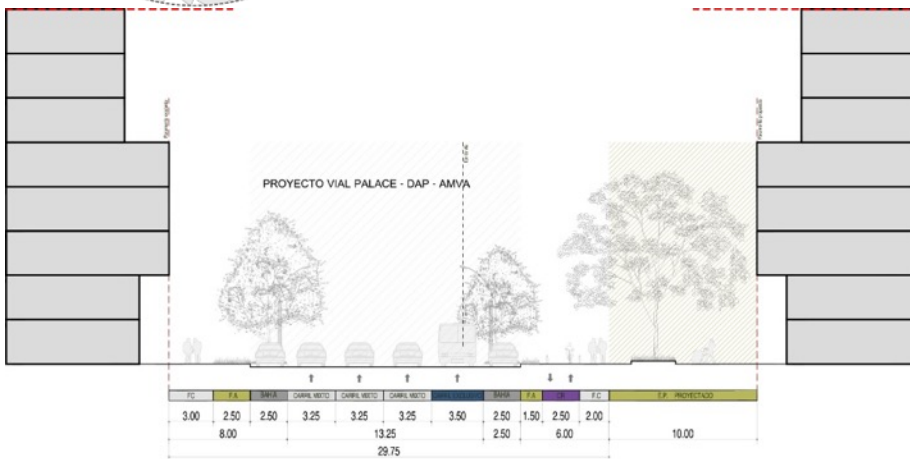 PROYECTO VIAL PALACE - DAP - AMVA
FC F.A BAHIA CARRIL MIXTO CARRIL MIXTO CARRIL MIXTO BAHIA F.A F.C T.P. PROYECTADO
3.00 2.50 2.50 3.25 3.25 3.25 3.50 2.50 1.50 2.50 2.00
8.00 13.25 2.50 6.00 10.00
29.75